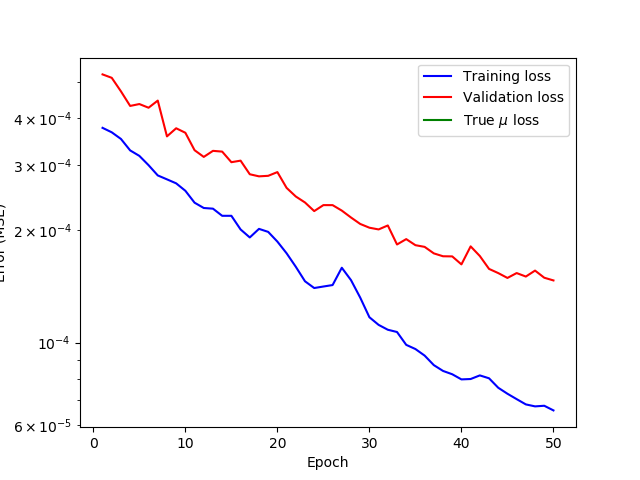 Training loss
Validation loss
True μ loss
4 × 10⁻⁴
3 × 10⁻⁴
2 × 10⁻⁴
10⁻⁴
6 × 10⁻⁵
Error (MSE)
0 10 20 30 40 50
Epoch